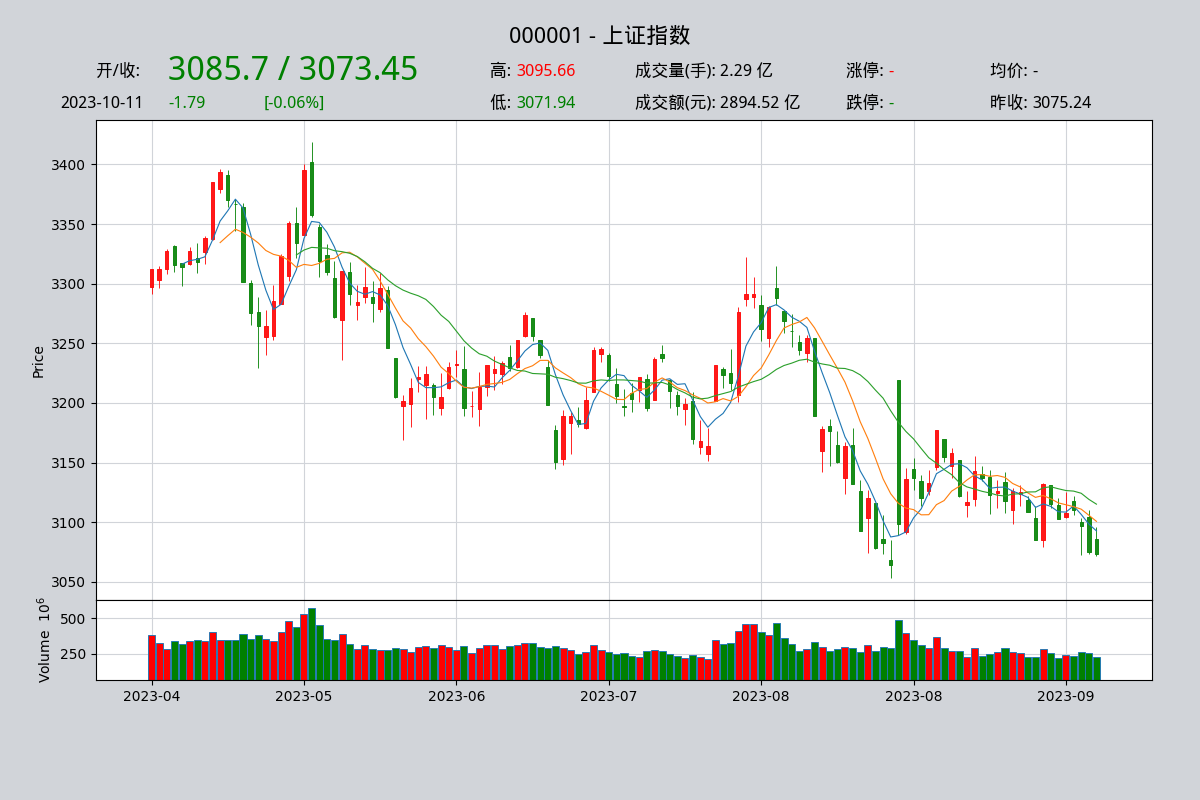 000001 - 上证指数
开/收: 3085.7 / 3073.45 高: 3095.66 成交量(手): 2.29 亿 涨停: - 均价: -
2023-10-11 -1.79 [-0.06%] 低: 3071.94 成交额(元): 2894.52 亿 跌停: - 昨收: 3075.24
Price
3400
3350
3300
3250
3200
3150
3100
3050
Volume 10^6
500
250
2023-04 2023-05 2023-06 2023-07 2023-08 2023-08 2023-09